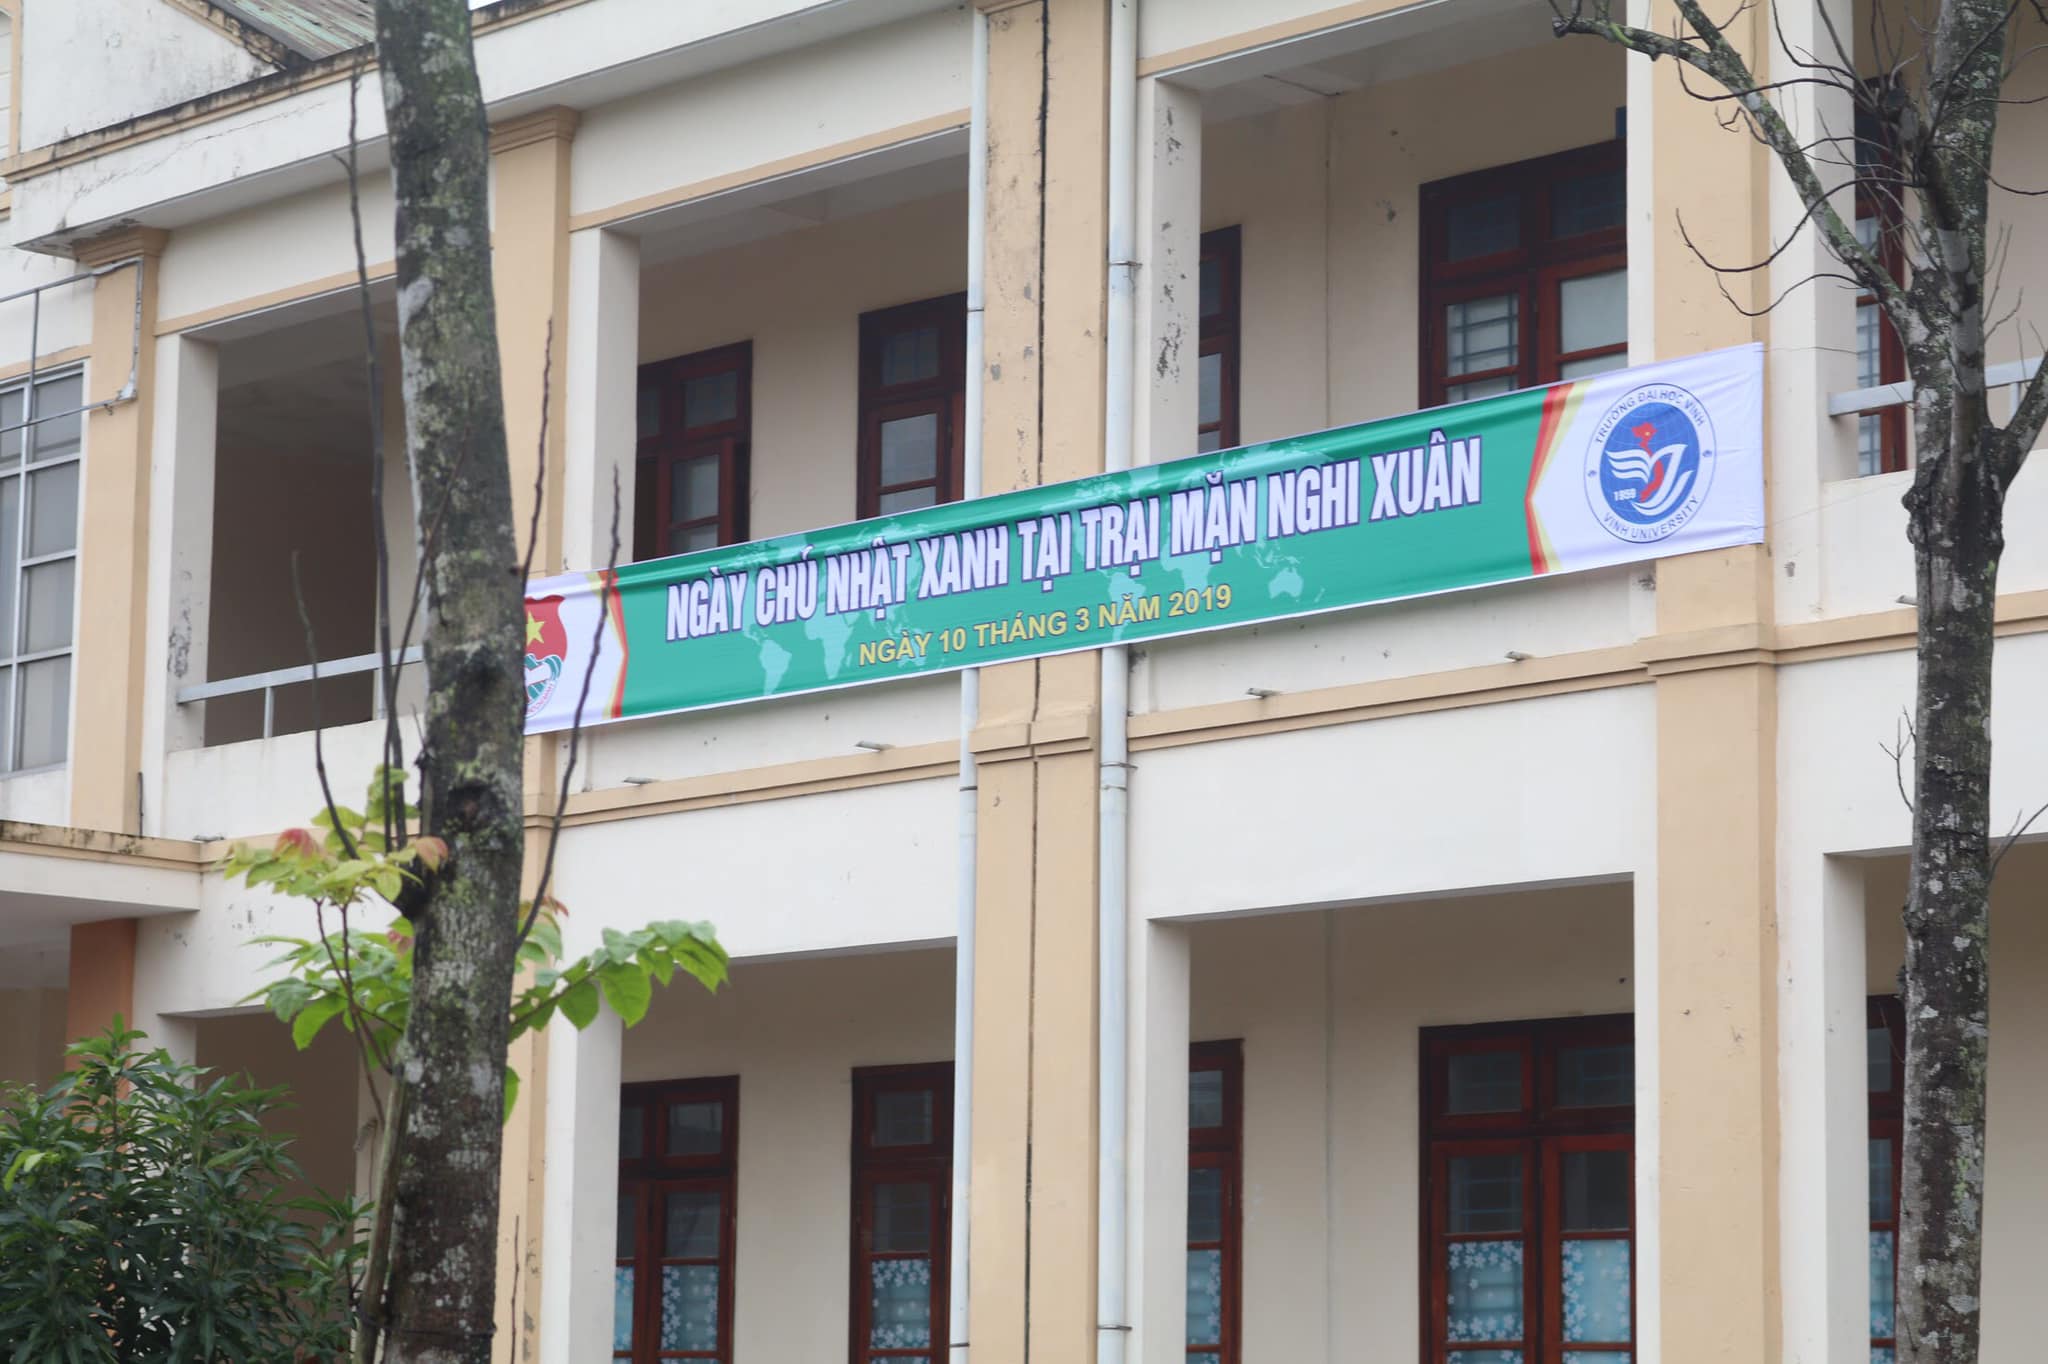 NGÀY CHỦ NHẬT XANH TẠI TRẠI MẶN NGHI XUÂN
NGÀY 10 THÁNG 3 NĂM 2019
TRƯỜNG ĐẠI HỌC VINH
1959
VINH UNIVERSITY